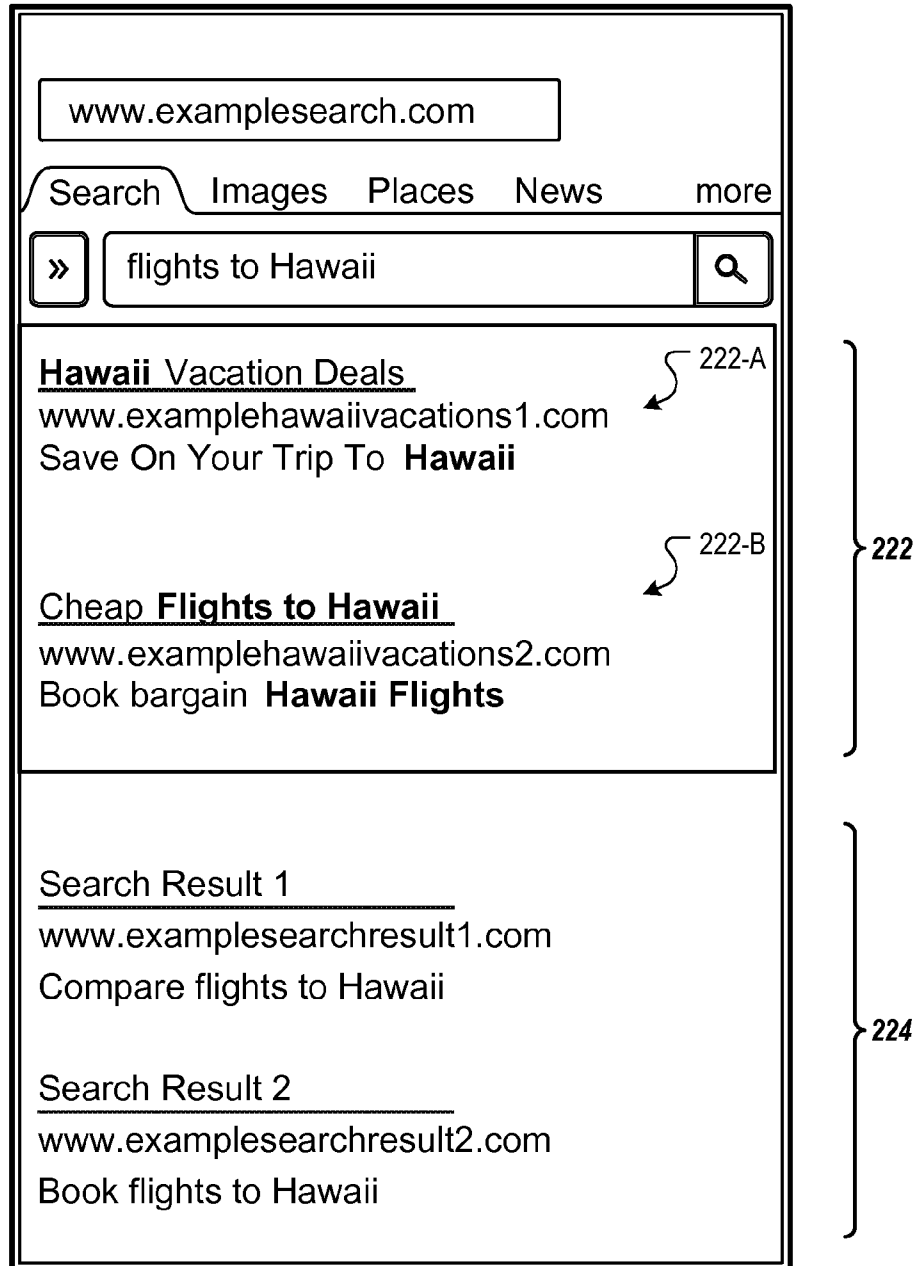 www.examplesearch.com
Search Images Places News more
» flights to Hawaii
Hawaii Vacation Deals
222-A
www.examplehawaiivacations1.com
Save On Your Trip To Hawaii
222-B
222
Cheap Flights to Hawaii
www.examplehawaiivacations2.com
Book bargain Hawaii Flights
Search Result 1
www.examplesearchresult1.com
Compare flights to Hawaii
224
Search Result 2
www.examplesearchresult2.com
Book flights to Hawaii